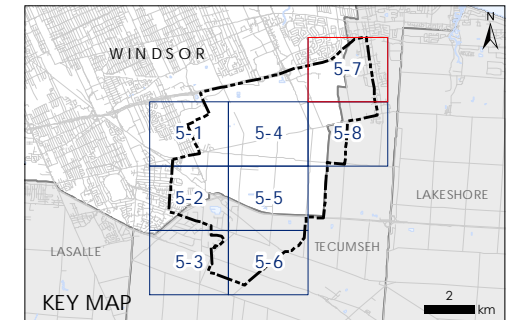 N
WINDSOR
5-7
5-1
5-4
5-8
5-2
5-5
LAKESHORE
LASALLE
5-3
5-6
TECUMSEH
KEY MAP
2
km